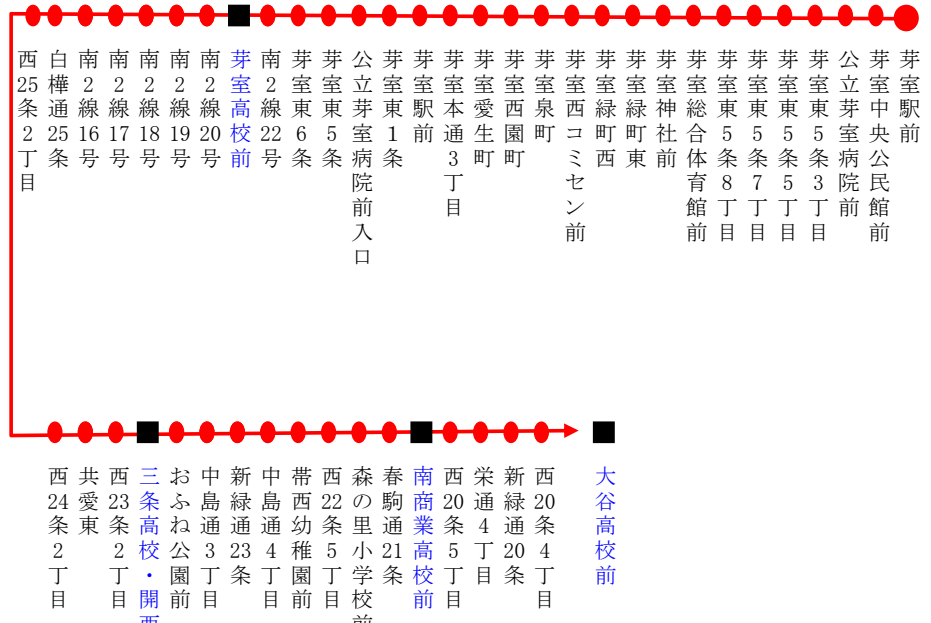 芽室駅前
芽室中央公民館前
公立芽室病院前
芽室東5条3丁目
芽室東5条5丁目
芽室東5条7丁目
芽室東5条8丁目
芽室総合体育館前
芽室神社前
芽室緑町東
芽室緑町西
芽室西コミセン前
芽室泉町
芽室西園町
芽室愛生町
芽室本通3丁目
芽室駅前
芽室東1条
公立芽室病院前入口
芽室東5条
芽室東6条
南2線22号
芽室高校前
南2線20号
南2線19号
南2線18号
南2線17号
南2線16号
白樺通25条
西25条2丁目
西24条2丁目
共愛東
西23条2丁目
三条高校・開西
おふね公園前
中島通3丁目
新緑通23条
中島通4丁目
帯西幼稚園前
西22条5丁目
森の里小学校前
春駒通21条
南商業高校前
西20条5丁目
栄通4丁目
新緑通20条
西20条4丁目
大谷高校前